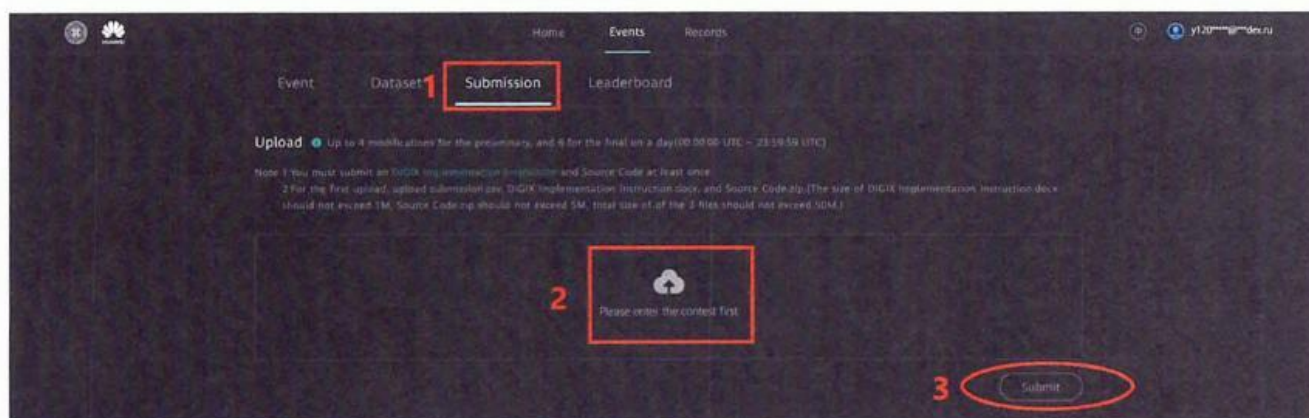 HUAWEI
Home Events Records
y120*****@***dex.ru
Event Dataset 1 Submission Leaderboard
Upload Up to 4 modifications for the preliminary, and 6 for the final on a day(00:00:00 UTC ~ 23:59:59 UTC)
Note 1 You must submit an DIGIX Implementation Instruction and Source Code at least once.
2 For the first upload, upload submission.csv, DIGIX Implementation Instruction.docx, and Source Code.zip.(The size of DIGIX Implementation Instruction.docx
should not exceed 1M, Source Code.zip should not exceed 5M, total size of of the 3 files should not exceed 50M.)
2
Please enter the contest first
3 Submit